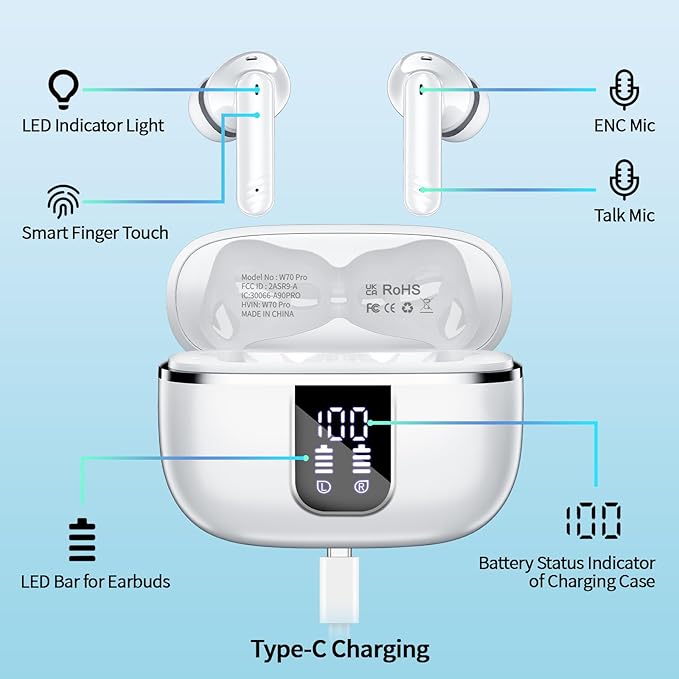 LED Indicator Light
ENC Mic
Smart Finger Touch
Talk Mic
Model No : W70 Pro
FCC ID : 2ASR9-A
IC:30066-A90PRO
HVIN: W70 Pro
MADE IN CHINA
UK CA RoHS
FC CE
100
L R
LED Bar for Earbuds
100
Battery Status Indicator
of Charging Case
Type-C Charging